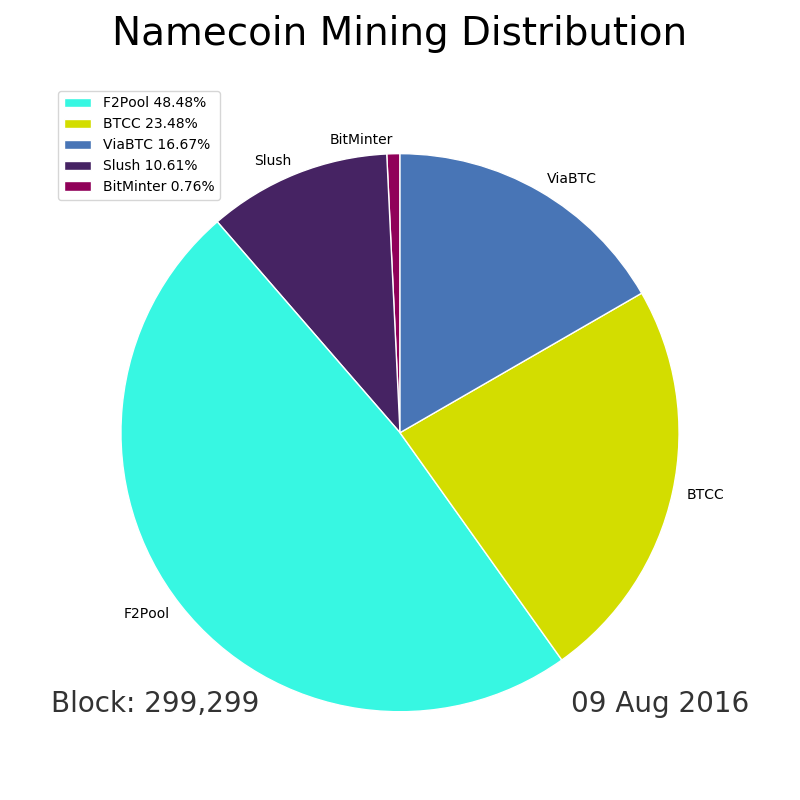 Namecoin Mining Distribution
F2Pool 48.48%
BTCC 23.48%
ViaBTC 16.67%
Slush 10.61%
BitMinter 0.76%
BitMinter
Slush
ViaBTC
BTCC
F2Pool
Block: 299,299
09 Aug 2016